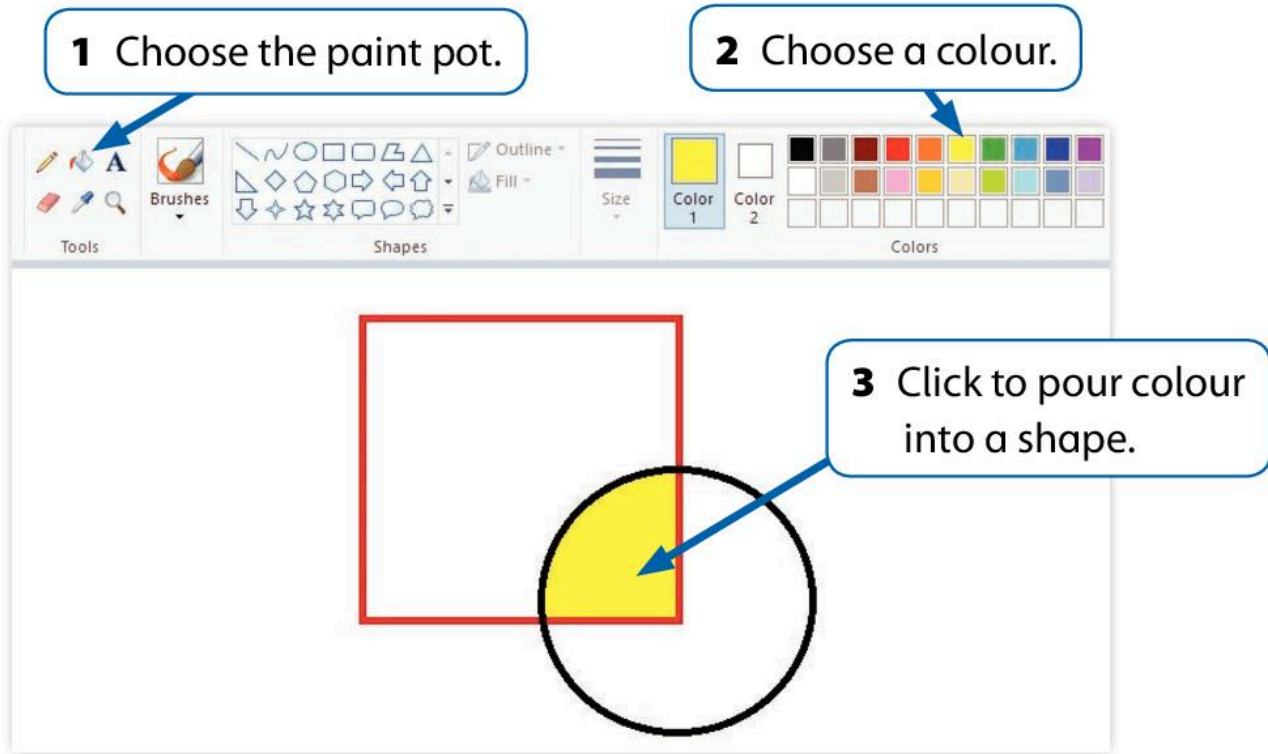 1 Choose the paint pot.
2 Choose a colour.
A
Outline
Fill
Brushes
Size
Color
1
Color
2
Tools
Shapes
Colors
3 Click to pour colour
into a shape.